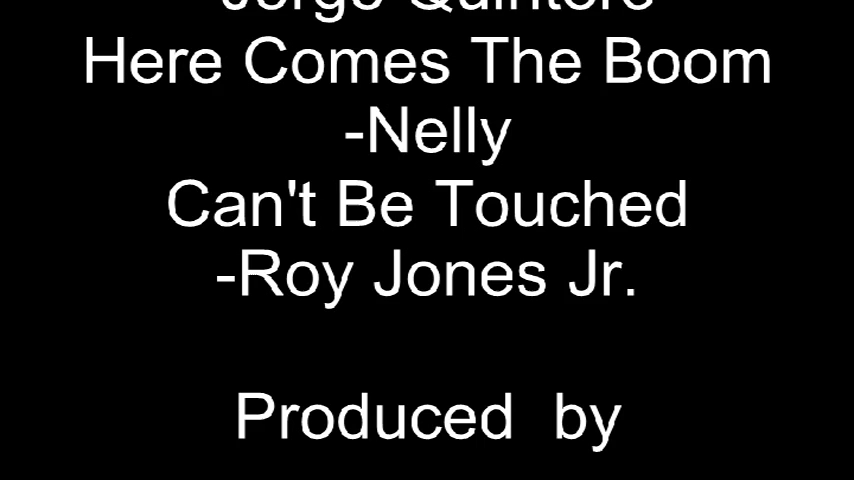 Here Comes The Boom
-Nelly
Can't Be Touched
-Roy Jones Jr.
Produced by